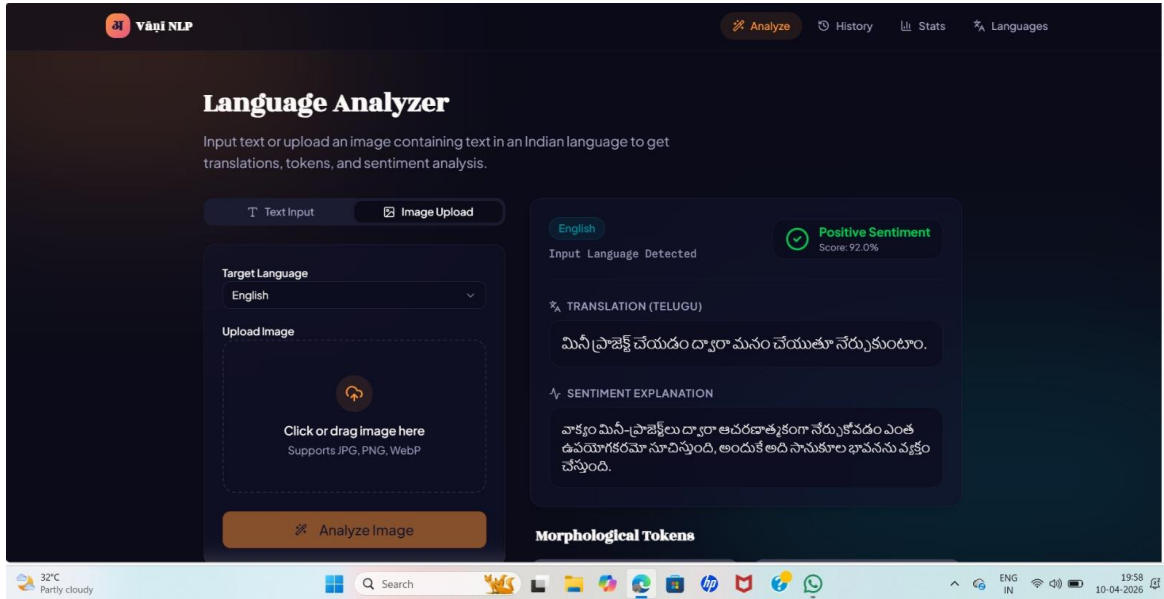 अ Vāṇī NLP
Analyze History Stats Languages
Language Analyzer
Input text or upload an image containing text in an Indian language to get
translations, tokens, and sentiment analysis.
Text Input Image Upload
Target Language
English
Upload Image
Click or drag image here
Supports JPG, PNG, WebP
Analyze Image
English
Input Language Detected
Positive Sentiment
Score: 92.0%
TRANSLATION (TELUGU)
మినీ ప్రాజెక్ట్ చేయడం ద్వారా మనం చేయుతూ నేర్చుకుంటాం.
SENTIMENT EXPLANATION
వాక్యం మినీ-ప్రాజెక్ట్‌లు ద్వారా ఆచరణాత్మకంగా నేర్చుకోవడం ఎంత
ఉపయోగకరమో సూచిస్తుంది, అందుకే అది సానుకూల భావనను వ్యక్తం
చేస్తుంది.
Morphological Tokens
32°C
Partly cloudy
Search
ENG
IN
19:58
10-04-2026